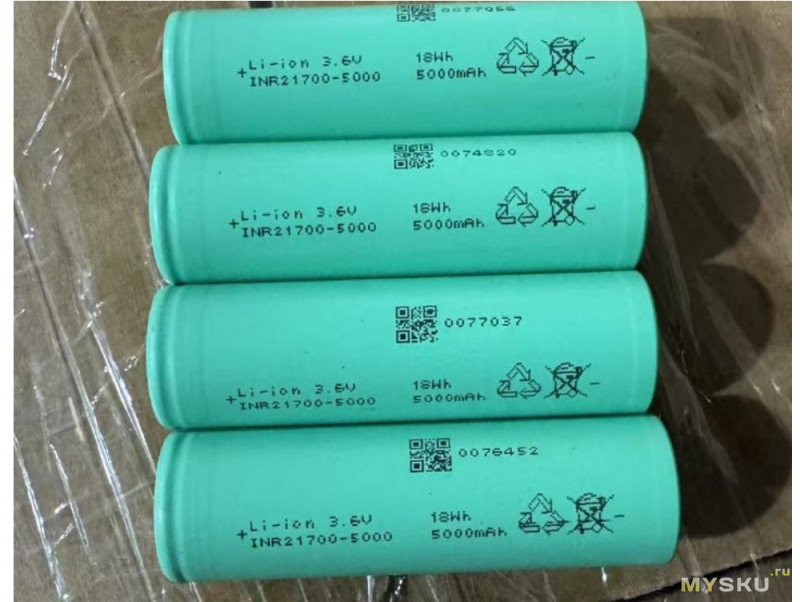 +Li-ion 3.6V 18Wh
INR21700-5000 5000mAh -
0074820
+Li-ion 3.6V 18Wh
INR21700-5000 5000mAh -
0077037
+Li-ion 3.6V 18Wh
INR21700-5000 5000mAh -
0076452
+Li-ion 3.6V 18Wh
INR21700-5000 5000mAh
MYSKU.ru